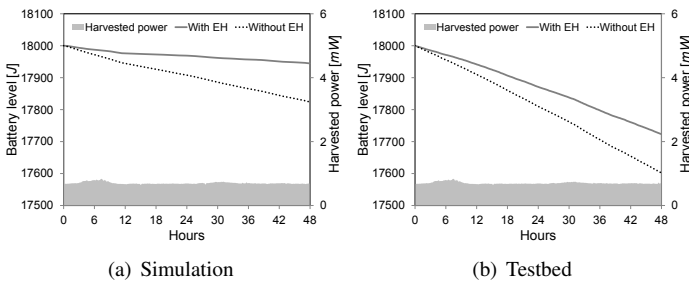 Harvested power With EH Without EH
18100
18000
17900
17800
17700
17600
17500
6
4
2
0
Battery level [J]
Harvested power [mW]
0 6 12 18 24 30 36 42 48
Hours
(a) Simulation
Harvested power With EH Without EH
18100
18000
17900
17800
17700
17600
17500
6
4
2
0
Battery level [J]
Harvested power [mW]
0 6 12 18 24 30 36 42 48
Hours
(b) Testbed